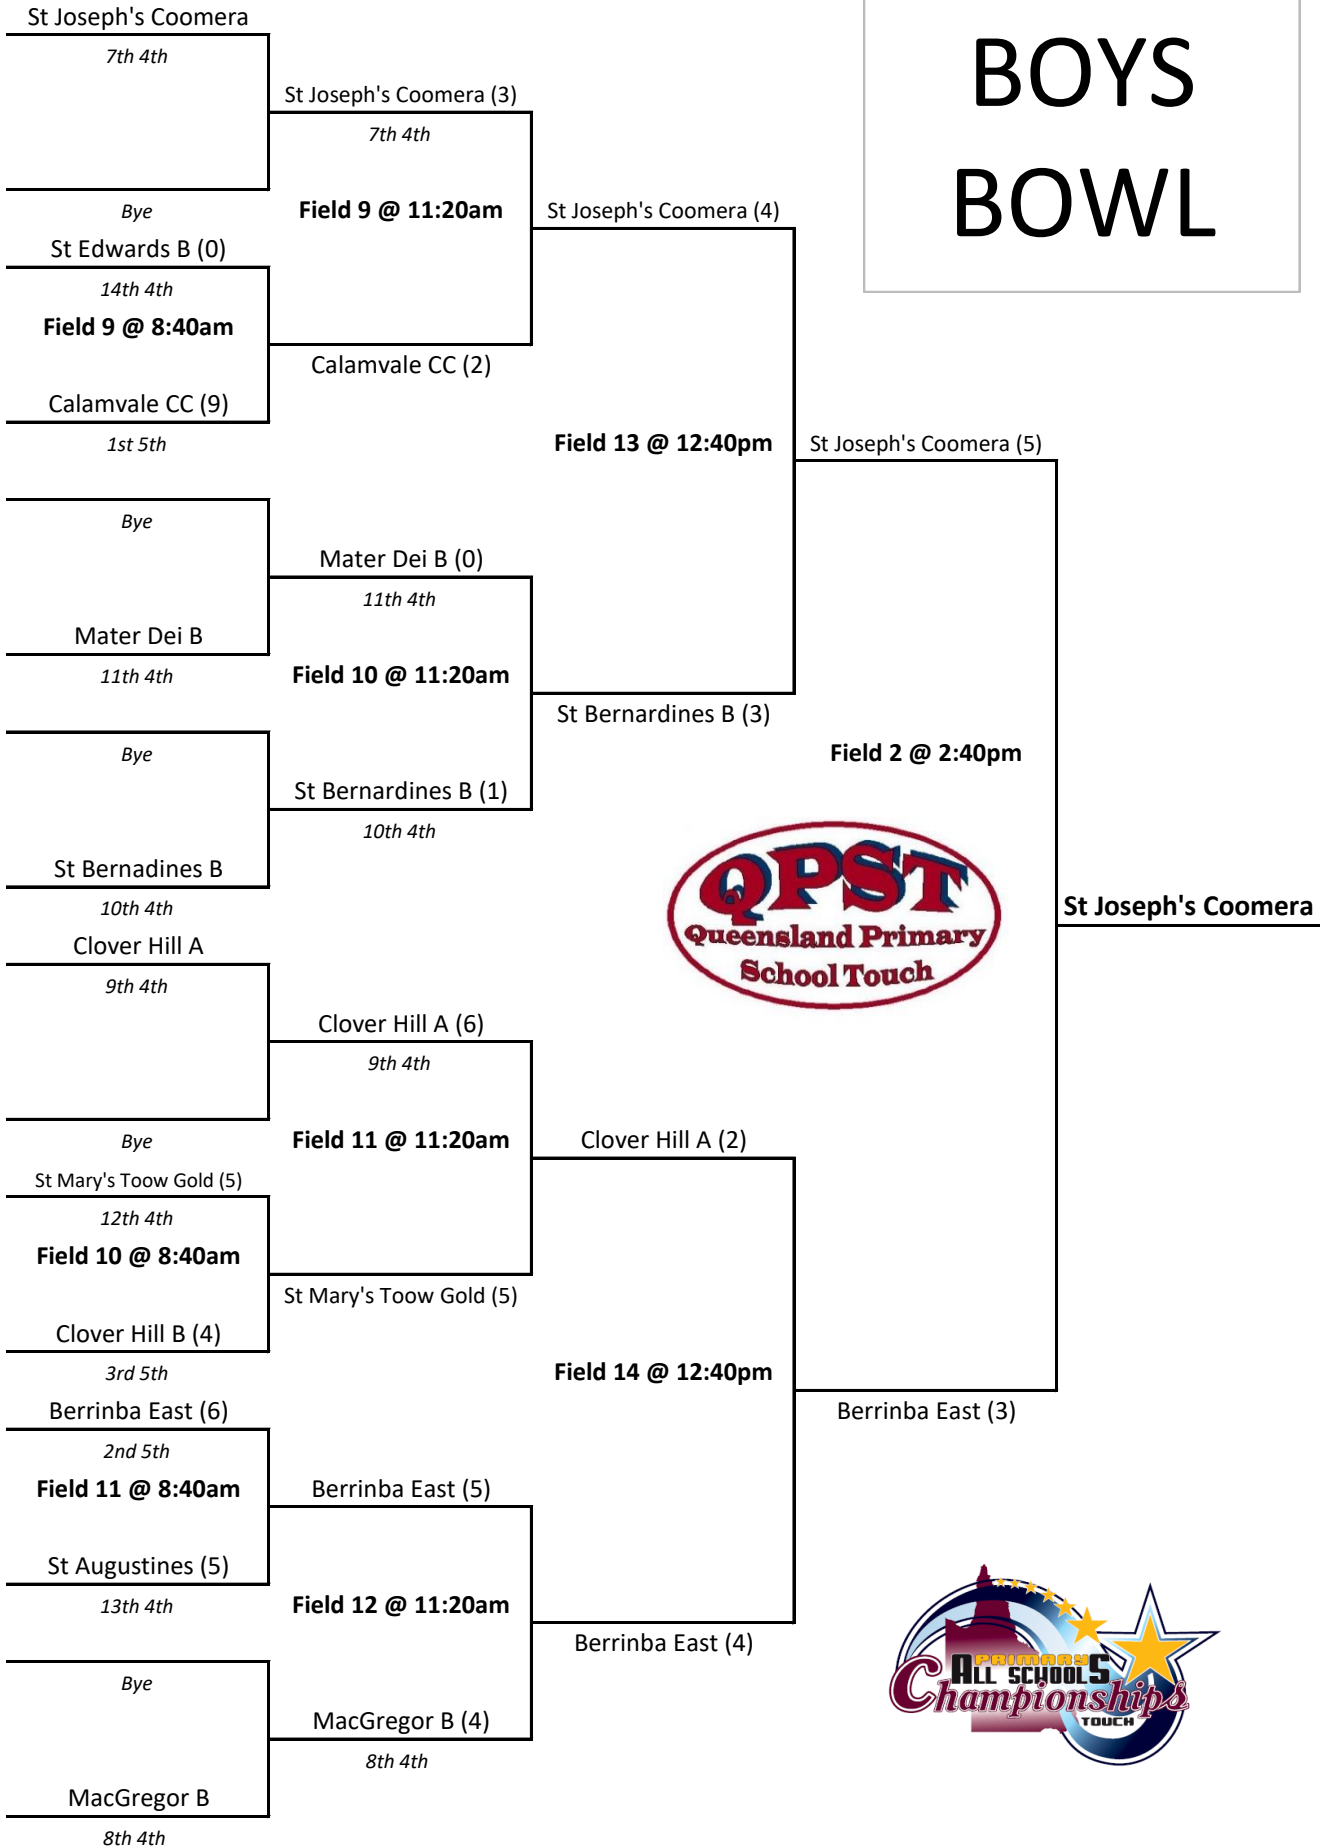 St Joseph's Coomera
7th 4th
Bye
St Edwards B (0)
14th 4th
Field 9 @ 8:40am
Calamvale CC (9)
1st 5th
Bye
Mater Dei B
11th 4th
Bye
St Bernadines B
10th 4th
Clover Hill A
9th 4th
Bye
St Mary's Toow Gold (5)
12th 4th
Field 10 @ 8:40am
Clover Hill B (4)
3rd 5th
Berrinba East (6)
2nd 5th
Field 11 @ 8:40am
St Augustines (5)
13th 4th
Bye
MacGregor B
8th 4th
St Joseph's Coomera (3)
7th 4th
Field 9 @ 11:20am
Calamvale CC (2)
Mater Dei B (0)
11th 4th
Field 10 @ 11:20am
St Bernardines B (1)
10th 4th
Clover Hill A (6)
9th 4th
Field 11 @ 11:20am
St Mary's Toow Gold (5)
Berrinba East (5)
Field 12 @ 11:20am
MacGregor B (4)
8th 4th
St Joseph's Coomera (4)
Field 13 @ 12:40pm
St Bernardines B (3)
Clover Hill A (2)
Field 14 @ 12:40pm
Berrinba East (4)
BOYS
BOWL
St Joseph's Coomera (5)
Field 2 @ 2:40pm
Berrinba East (3)
St Joseph's Coomera
QPST
Queensland Primary
School Touch
PRIMARY
ALL SCHOOLS
Championships
TOUCH